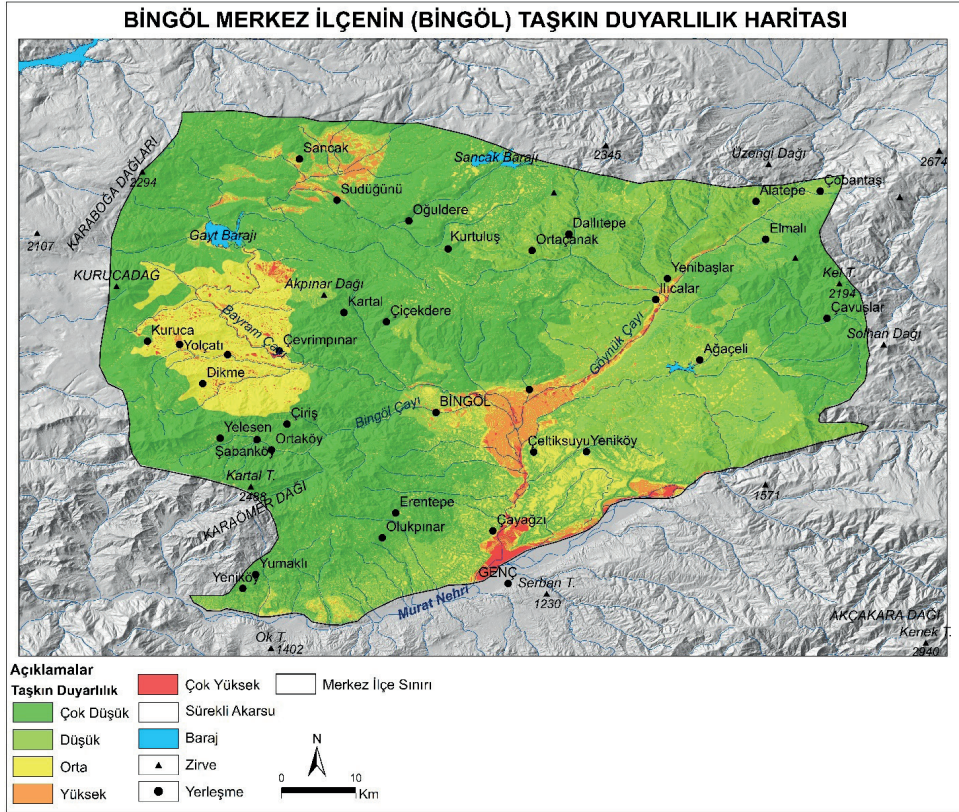 BİNGÖL MERKEZ İLÇENİN (BİNGÖL) TAŞKIN DUYARLILIK HARİTASI
Sancak
Sancak Barajı
2345
Üzengi Dağı
2674
KARABOĞA DAĞLARI
2294
Sudüğünü
Alatepe
Çobantaş
Oğuldere
2107
Gayt Barajı
Kurtuluş
Dallıtepe
Ortaçanak
Elmalı
KURUCADAĞ
Akpınar Dağı
Yenibaşlar
Ilıcalar
Kel T.
2194
Kartal
Çiçekdere
Çavuşlar
Solhan Dağı
Bayram Çayı
Kuruca
Yolçatı
Çevrimpınar
Göynük Çayı
Ağaçeli
Dikme
Bingöl Çayı
BİNGÖL
Çiriş
Yelesen
Ortaköy
Şapanköy
Çeltiksuyu
Yeniköy
Kartal T.
2488
1571
KARAÖMER DAĞI
Erentepe
Olukpınar
Çayağzı
Yumaklı
Yeniköy
GENÇ
Serban T.
1230
Murat Nehri
AKÇAKARA DAĞI
Kenek T.
2940
Ok T.
1402
Açıklamalar
Taşkın Duyarlılık
Çok Düşük
Düşük
Orta
Yüksek
Çok Yüksek
Sürekli Akarsu
Baraj
Zirve
Yerleşme
Merkez İlçe Sınırı
N
0 10
Km